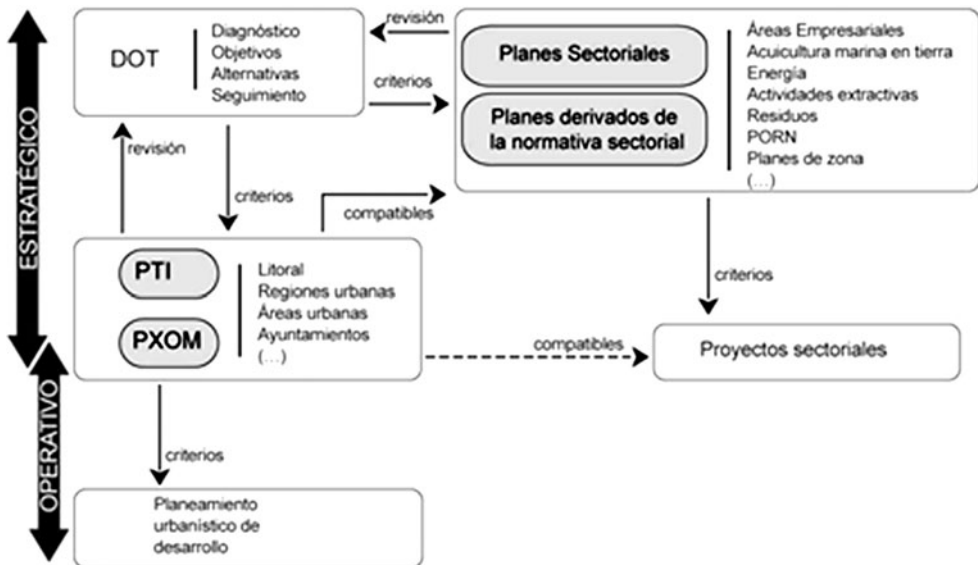 ESTRATÉGICO
OPERATIVO
DOT
Diagnóstico
Objetivos
Alternativas
Seguimiento
revisión
criterios
Planes Sectoriales
Planes derivados de
la normativa sectorial
Áreas Empresariales
Acuicultura marina en tierra
Energía
Actividades extractivas
Residuos
PORN
Planes de zona
(...)
revisión
criterios
compatibles
PTI
PXOM
Litoral
Regiones urbanas
Áreas urbanas
Ayuntamientos
(...)
criterios
compatibles
Proyectos sectoriales
criterios
Planeamiento
urbanístico de
desarrollo